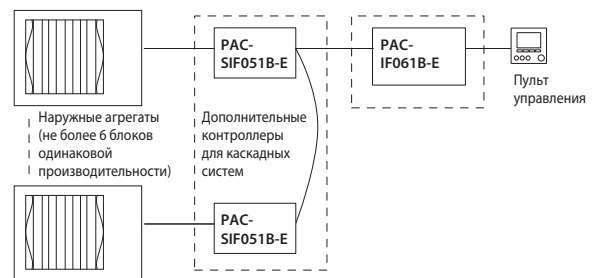 PAC-
SIF051B-E
PAC-
IF061B-E
Пульт
управления
Наружные агрегаты
(не более 6 блоков
одинаковой
производительности)
Дополнительные
контроллеры
для каскадных
систем
PAC-
SIF051B-E